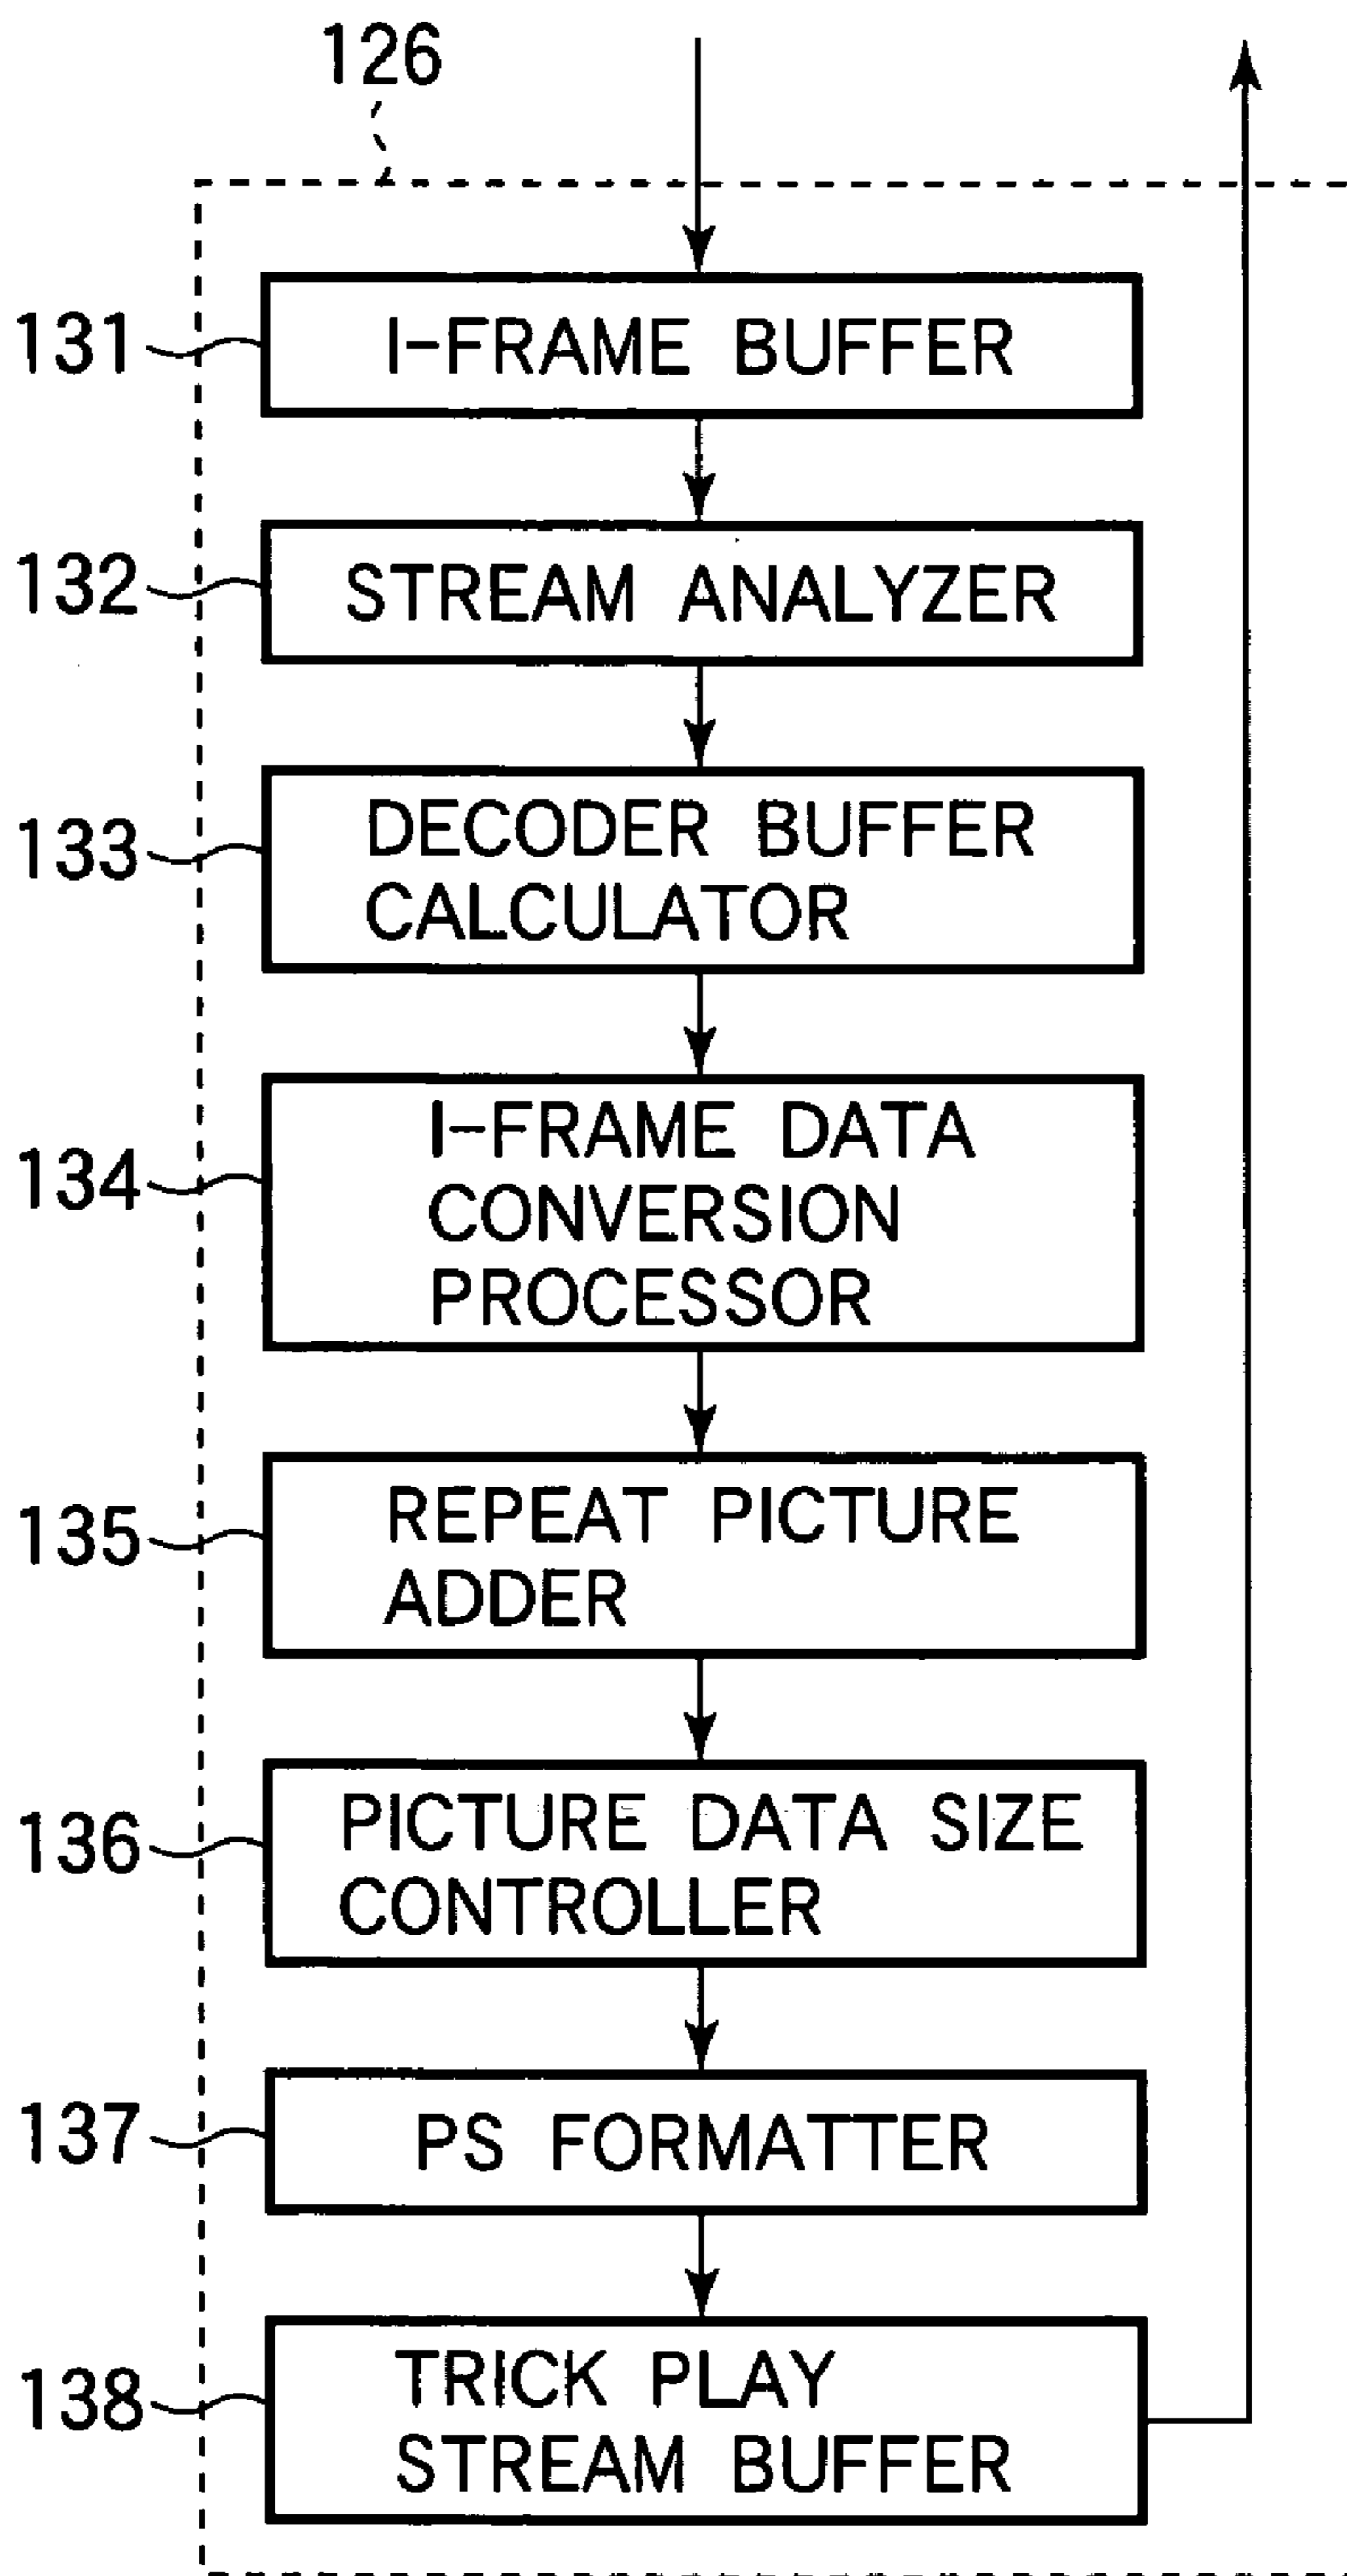 126
131
I-FRAME BUFFER
132
STREAM ANALYZER
133
DECODER BUFFER
CALCULATOR
134
I-FRAME DATA
CONVERSION
PROCESSOR
135
REPEAT PICTURE
ADDER
136
PICTURE DATA SIZE
CONTROLLER
137
PS FORMATTER
138
TRICK PLAY
STREAM BUFFER